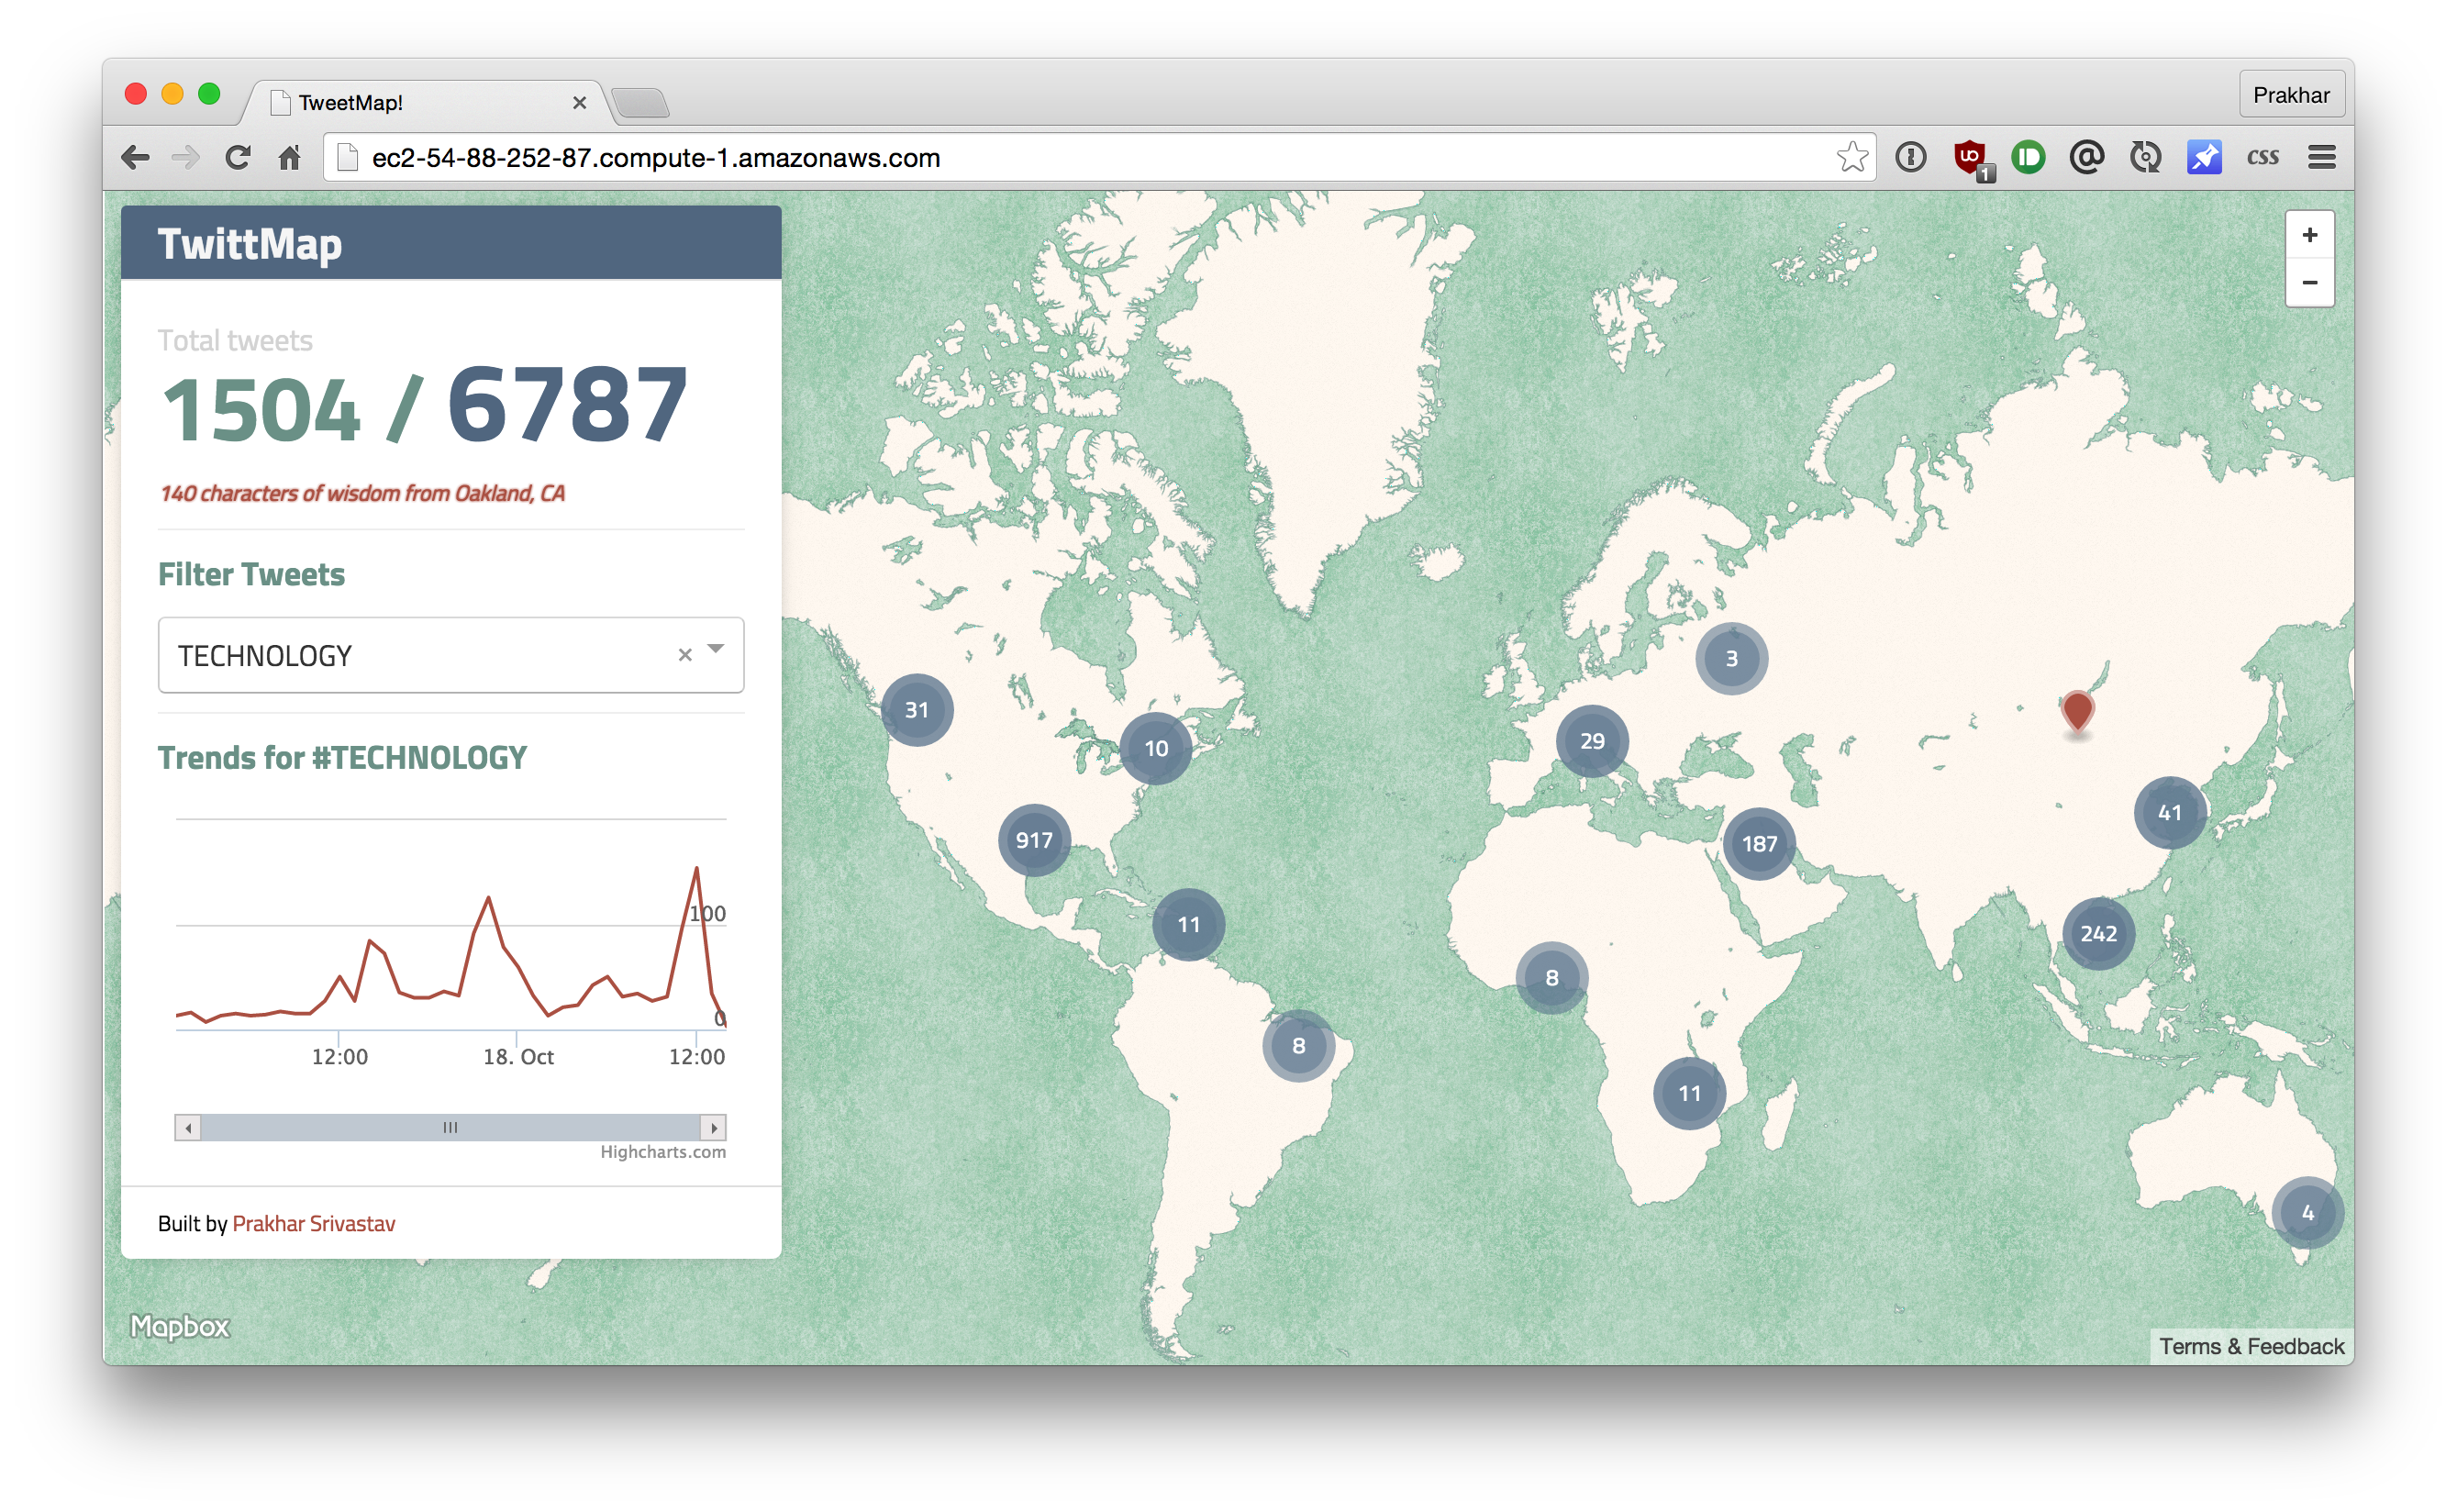 TweetMap!
Prakhar
ec2-54-88-252-87.compute-1.amazonaws.com
1
css
TwittMap
+
−
Total tweets
1504 / 6787
140 characters of wisdom from Oakland, CA
Filter Tweets
TECHNOLOGY
Trends for #TECHNOLOGY
100
0
12:00 18. Oct 12:00
Highcharts.com
Built by Prakhar Srivastav
3
31
29
10
41
917
187
11
242
8
8
11
4
Mapbox
Terms & Feedback